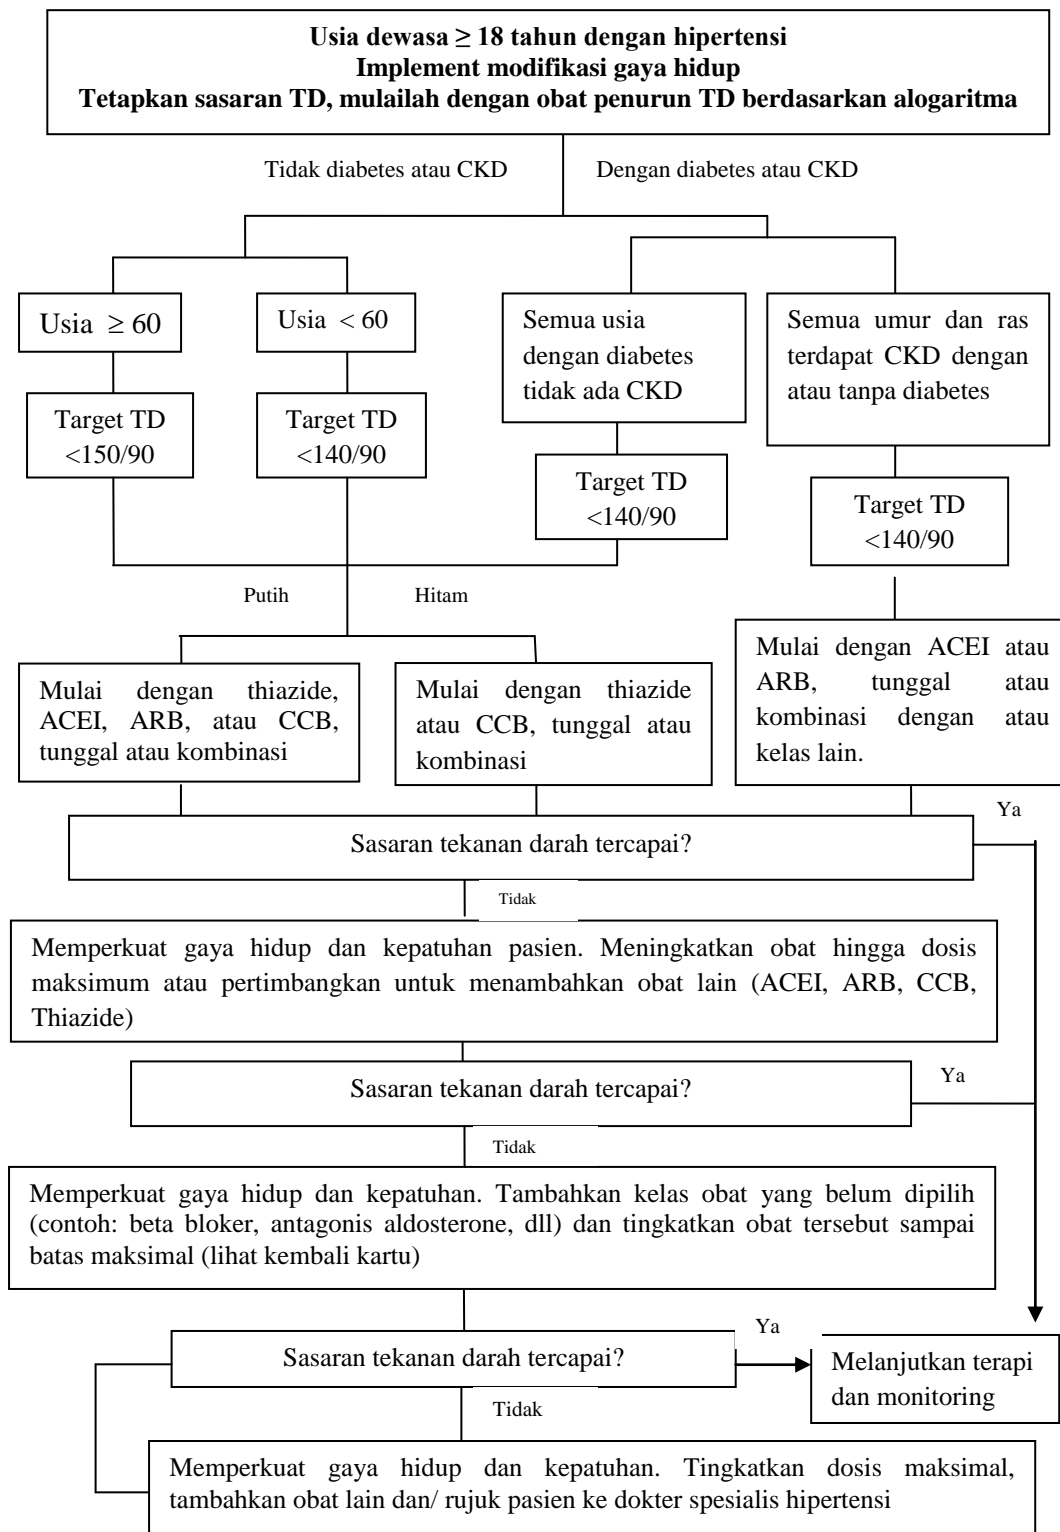 Usia dewasa ≥ 18 tahun dengan hipertensi
Implement modifikasi gaya hidup
Tetapkan sasaran TD, mulailah dengan obat penurun TD berdasarkan alogaritma
Tidak diabetes atau CKD
Dengan diabetes atau CKD
Usia ≥ 60
Usia < 60
Semua usia
dengan diabetes
tidak ada CKD
Semua umur dan ras
terdapat CKD dengan
atau tanpa diabetes
Target TD
<150/90
Target TD
<140/90
Target TD
<140/90
Target TD
<140/90
Putih
Hitam
Mulai dengan thiazide,
ACEI, ARB, atau CCB,
tunggal atau kombinasi
Mulai dengan thiazide
atau CCB, tunggal atau
kombinasi
Mulai dengan ACEI atau
ARB, tunggal atau
kombinasi dengan atau
kelas lain.
Ya
Sasaran tekanan darah tercapai?
Tidak
Memperkuat gaya hidup dan kepatuhan pasien. Meningkatkan obat hingga dosis
maksimum atau pertimbangkan untuk menambahkan obat lain (ACEI, ARB, CCB,
Thiazide)
Sasaran tekanan darah tercapai?
Ya
Tidak
Memperkuat gaya hidup dan kepatuhan. Tambahkan kelas obat yang belum dipilih
(contoh: beta bloker, antagonis aldosterone, dll) dan tingkatkan obat tersebut sampai
batas maksimal (lihat kembali kartu)
Ya
Sasaran tekanan darah tercapai?
Melanjutkan terapi
dan monitoring
Tidak
Memperkuat gaya hidup dan kepatuhan. Tingkatkan dosis maksimal,
tambahkan obat lain dan/ rujuk pasien ke dokter spesialis hipertensi